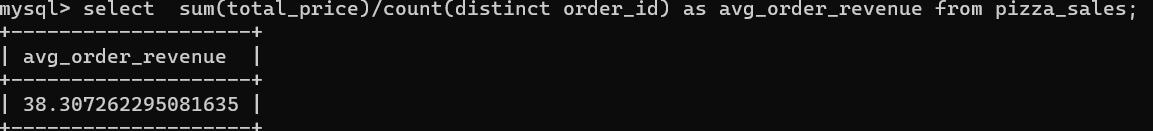 mysql> select  sum(total_price)/count(distinct order_id) as avg_order_revenue from pizza_sales;
+--------------------+
| avg_order_revenue  |
+--------------------+
| 38.307262295081635 |
+--------------------+